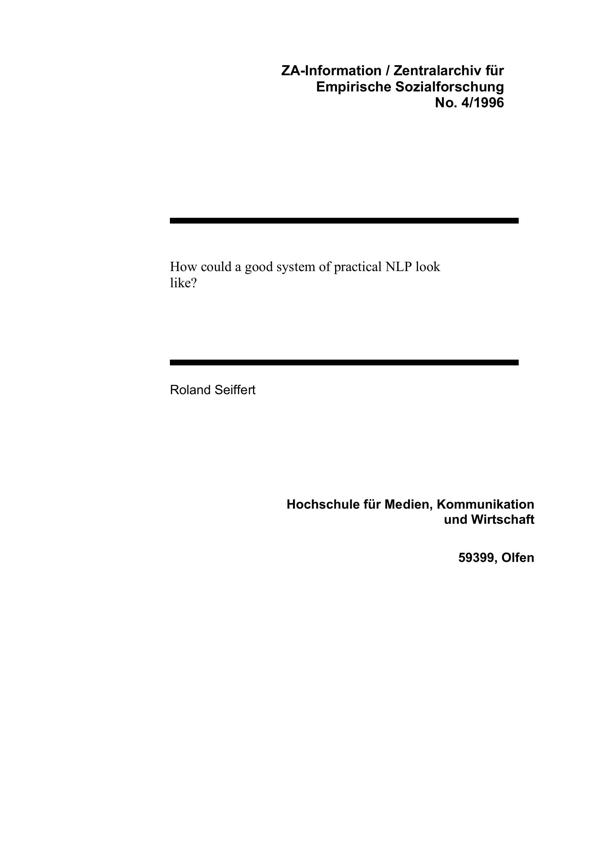 ZA-Information / Zentralarchiv für
Empirische Sozialforschung
No. 4/1996
How could a good system of practical NLP look
like?
Roland Seiffert
Hochschule für Medien, Kommunikation
und Wirtschaft
59399, Olfen